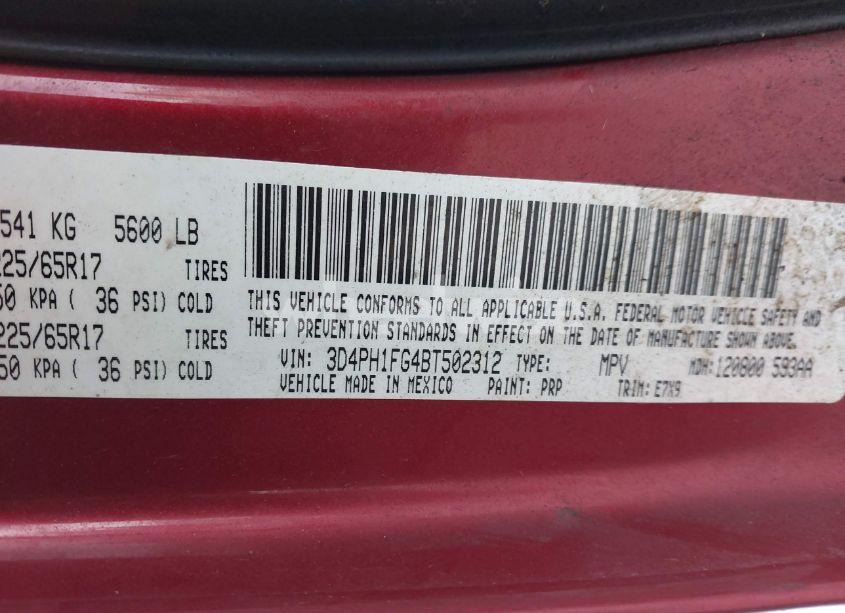 541 KG 5600 LB
225/65R17 TIRES
50 KPA ( 36 PSI) COLD
225/65R17 TIRES
50 KPA ( 36 PSI) COLD
THIS VEHICLE CONFORMS TO ALL APPLICABLE U.S.A. FEDERAL MOTOR VEHICLE SAFETY AND
THEFT PREVENTION STANDARDS IN EFFECT ON THE DATE OF MANUFACTURE SHOWN ABOVE.
VIN: 3D4PH1FG4BT502312 TYPE: MPV MDH: 120800 593AA
VEHICLE MADE IN MEXICO PAINT: PRP TRIM: E7X9